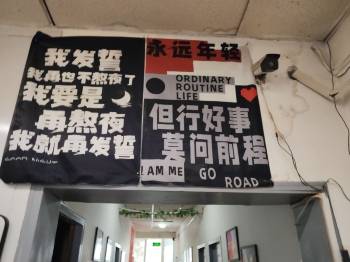 我发誓
我再也不熬夜了
我要是
再熬夜
我就再发誓
永远年轻
ORDINARY
ROUTINE
LIFE
但行好事
莫问前程
I AM ME
GO
ROAD